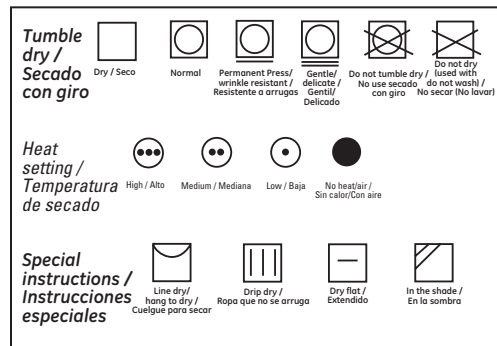 Tumble
dry /
Secado
con giro
Dry / Seco
Normal
Permanent Press/
wrinkle resistant /
Resistente a arrugas
Gentle/
delicate /
Gentil/
Delicado
Do not tumble dry /
No use secado
con giro
Do not dry
(used with
do not wash) /
No secar (No lavar)
Heat
setting /
Temperatura
de secado
High / Alto
Medium / Mediana
Low / Baja
No heat/air /
Sin calor/Con aire
Special
instructions /
Instrucciones
especiales
Line dry/
hang to dry /
Cuelgue para secar
Drip dry /
Ropa que no se arruga
Dry flat /
Extendido
In the shade /
En la sombra